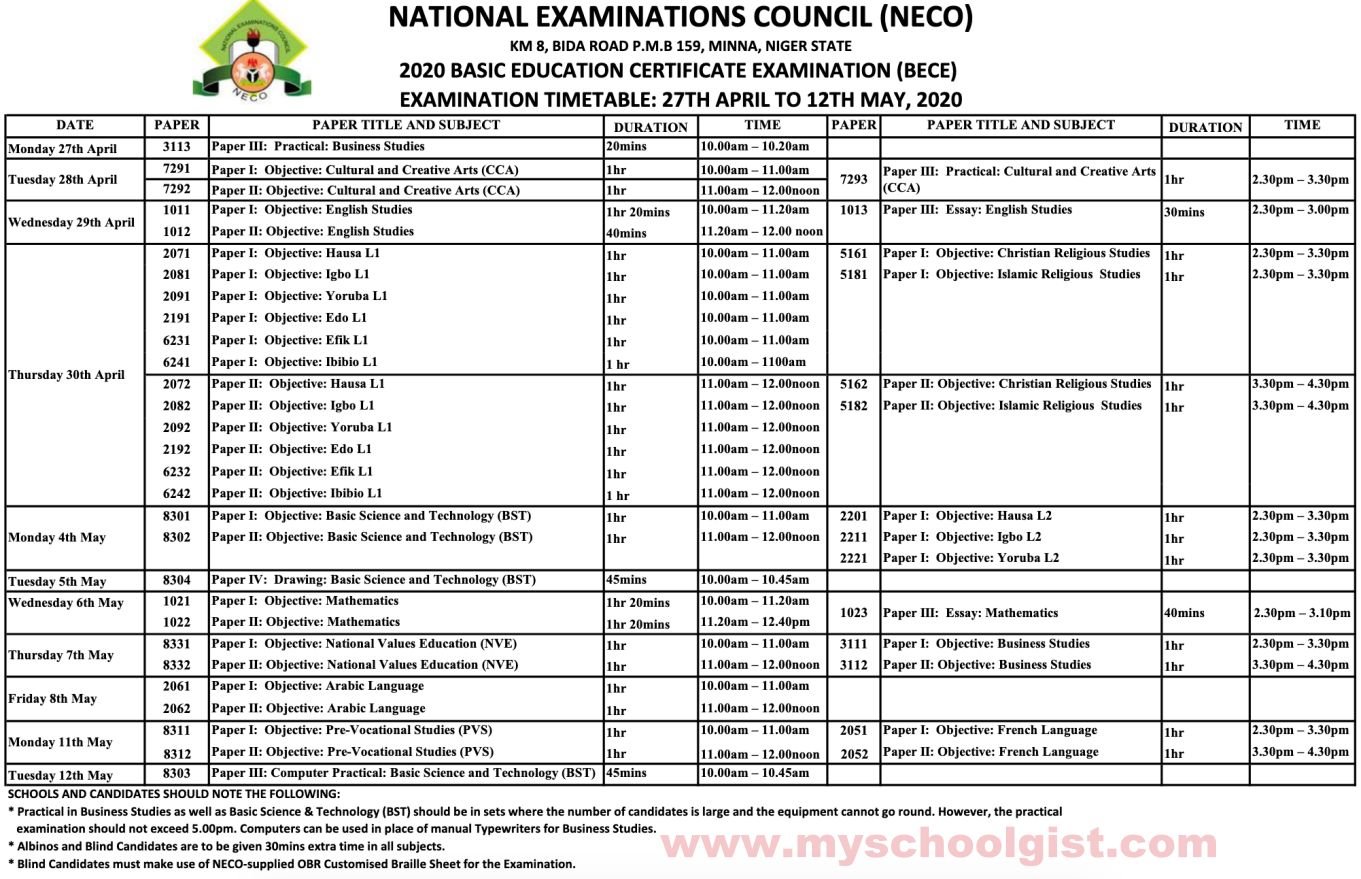 NATIONAL EXAMINATIONS COUNCIL
NECO
NATIONAL EXAMINATIONS COUNCIL (NECO)
KM 8, BIDA ROAD P.M.B 159, MINNA, NIGER STATE
2020 BASIC EDUCATION CERTIFICATE EXAMINATION (BECE)
EXAMINATION TIMETABLE: 27TH APRIL TO 12TH MAY, 2020
DATE PAPER PAPER TITLE AND SUBJECT DURATION TIME PAPER PAPER TITLE AND SUBJECT DURATION TIME
Monday 27th April 3113 Paper III: Practical: Business Studies 20mins 10.00am – 10.20am
Tuesday 28th April 7291 Paper I: Objective: Cultural and Creative Arts (CCA) 1hr 10.00am – 11.00am
7292 Paper II: Objective: Cultural and Creative Arts (CCA) 1hr 11.00am – 12.00noon
7293 Paper III: Practical: Cultural and Creative Arts
(CCA) 1hr 2.30pm – 3.30pm
Wednesday 29th April 1011 Paper I: Objective: English Studies 1hr 20mins 10.00am – 11.20am 1013 Paper III: Essay: English Studies 30mins 2.30pm – 3.00pm
1012 Paper II: Objective: English Studies 40mins 11.20am – 12.00 noon
Thursday 30th April 2071 Paper I: Objective: Hausa L1 1hr 10.00am – 11.00am 5161 Paper I: Objective: Christian Religious Studies 1hr 2.30pm – 3.30pm
2081 Paper I: Objective: Igbo L1 1hr 10.00am – 11.00am 5181 Paper I: Objective: Islamic Religious Studies 1hr 2.30pm – 3.30pm
2091 Paper I: Objective: Yoruba L1 1hr 10.00am – 11.00am
2191 Paper I: Objective: Edo L1 1hr 10.00am – 11.00am
6231 Paper I: Objective: Efik L1 1hr 10.00am – 11.00am
6241 Paper I: Objective: Ibibio L1 1 hr 10.00am – 1100am
2072 Paper II: Objective: Hausa L1 1hr 11.00am – 12.00noon 5162 Paper II: Objective: Christian Religious Studies 1hr 3.30pm – 4.30pm
2082 Paper II: Objective: Igbo L1 1hr 11.00am – 12.00noon 5182 Paper II: Objective: Islamic Religious Studies 1hr 3.30pm – 4.30pm
2092 Paper II: Objective: Yoruba L1 1hr 11.00am – 12.00noon
2192 Paper II: Objective: Edo L1 1hr 11.00am – 12.00noon
6232 Paper II: Objective: Efik L1 1hr 11.00am – 12.00noon
6242 Paper II: Objective: Ibibio L1 1 hr 11.00am – 12.00noon
Monday 4th May 8301 Paper I: Objective: Basic Science and Technology (BST) 1hr 10.00am – 11.00am 2201 Paper I: Objective: Hausa L2 1hr 2.30pm – 3.30pm
8302 Paper II: Objective: Basic Science and Technology (BST) 1hr 11.00am – 12.00noon 2211 Paper I: Objective: Igbo L2 1hr 2.30pm – 3.30pm
2221 Paper I: Objective: Yoruba L2 1hr 2.30pm – 3.30pm
Tuesday 5th May 8304 Paper IV: Drawing: Basic Science and Technology (BST) 45mins 10.00am – 10.45am
Wednesday 6th May 1021 Paper I: Objective: Mathematics 1hr 20mins 10.00am – 11.20am
1022 Paper II: Objective: Mathematics 1hr 20mins 11.20am – 12.40pm
1023 Paper III: Essay: Mathematics 40mins 2.30pm – 3.10pm
Thursday 7th May 8331 Paper I: Objective: National Values Education (NVE) 1hr 10.00am – 11.00am 3111 Paper I: Objective: Business Studies 1hr 2.30pm – 3.30pm
8332 Paper II: Objective: National Values Education (NVE) 1hr 11.00am – 12.00noon 3112 Paper II: Objective: Business Studies 1hr 3.30pm – 4.30pm
Friday 8th May 2061 Paper I: Objective: Arabic Language 1hr 10.00am – 11.00am
2062 Paper II: Objective: Arabic Language 1hr 11.00am – 12.00noon
Monday 11th May 8311 Paper I: Objective: Pre-Vocational Studies (PVS) 1hr 10.00am – 11.00am 2051 Paper I: Objective: French Language 1hr 2.30pm – 3.30pm
8312 Paper II: Objective: Pre-Vocational Studies (PVS) 1hr 11.00am – 12.00noon 2052 Paper II: Objective: French Language 1hr 3.30pm – 4.30pm
Tuesday 12th May 8303 Paper III: Computer Practical: Basic Science and Technology (BST) 45mins 10.00am – 10.45am
SCHOOLS AND CANDIDATES SHOULD NOTE THE FOLLOWING:
* Practical in Business Studies as well as Basic Science & Technology (BST) should be in sets where the number of candidates is large and the equipment cannot go round. However, the practical
examination should not exceed 5.00pm. Computers can be used in place of manual Typewriters for Business Studies.
* Albinos and Blind Candidates are to be given 30mins extra time in all subjects.
* Blind Candidates must make use of NECO-supplied OBR Customised Braille Sheet for the Examination.
www.myschoolgist.com